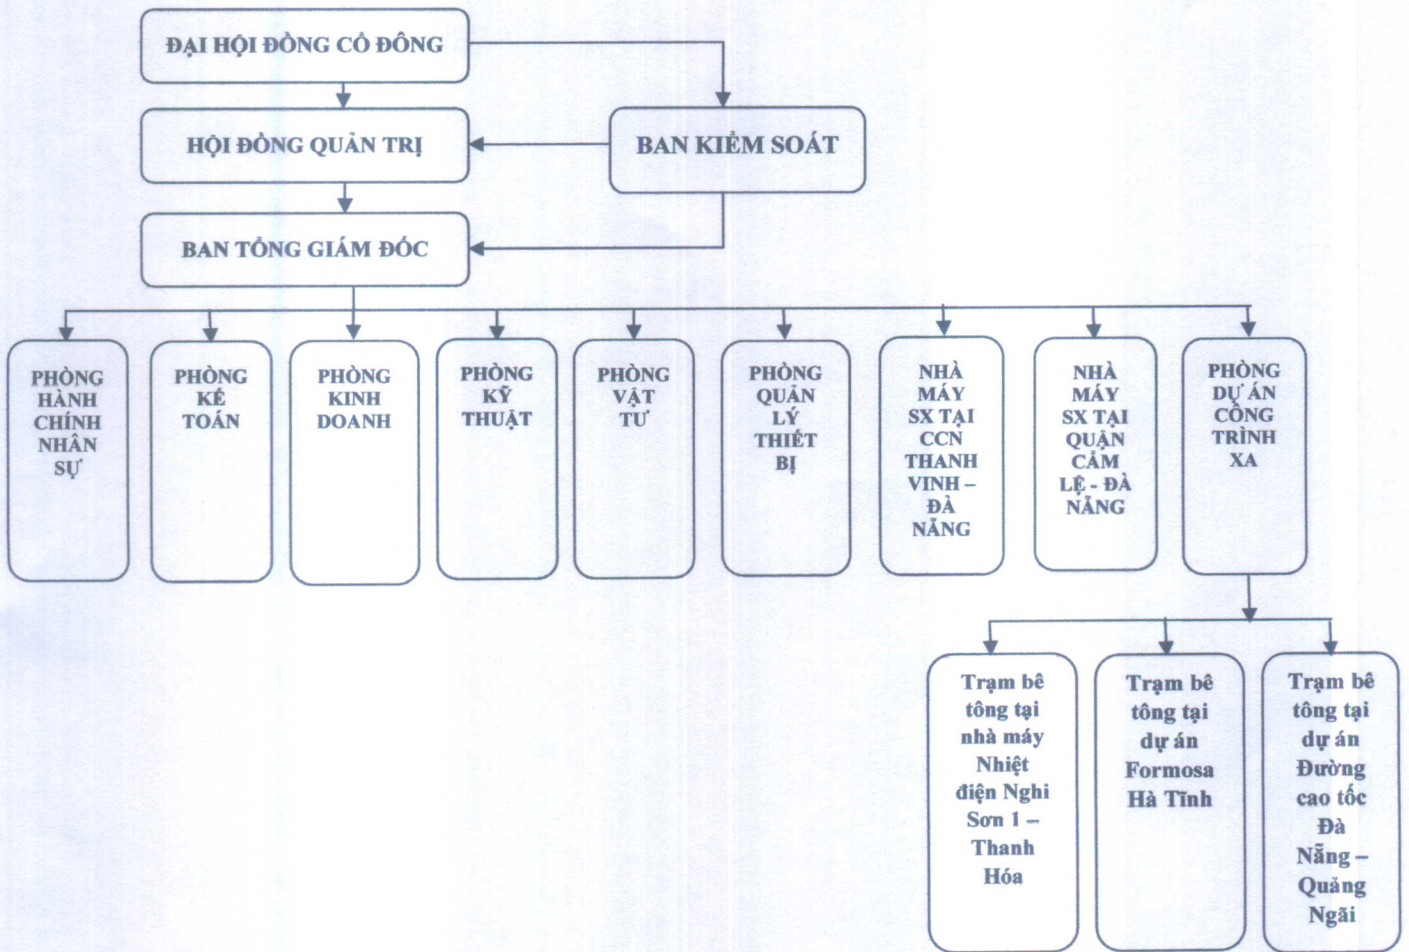 ĐẠI HỘI ĐỒNG CỔ ĐÔNG
HỘI ĐỒNG QUẢN TRỊ
BAN KIỂM SOÁT
BAN TỔNG GIÁM ĐỐC
PHÒNG
HÀNH
CHÍNH
NHÂN
SỰ
PHÒNG
KẾ
TOÁN
PHÒNG
KINH
DOANH
PHÒNG
KỸ
THUẬT
PHÒNG
VẬT
TƯ
PHÒNG
QUẢN
LÝ
THIẾT
BỊ
NHÀ
MÁY
SX TẠI
CCN
THANH
VINH –
ĐÀ
NẴNG
NHÀ
MÁY
SX TẠI
QUẬN
CẨM
LỆ - ĐÀ
NẴNG
PHÒNG
DỰ ÁN
CÔNG
TRÌNH
XA
Trạm bê
tông tại
nhà máy
Nhiệt
điện Nghi
Sơn 1 –
Thanh
Hóa
Trạm bê
tông tại
dự án
Formosa
Hà Tĩnh
Trạm bê
tông tại
dự án
Đường
cao tốc
Đà
Nẵng –
Quảng
Ngãi